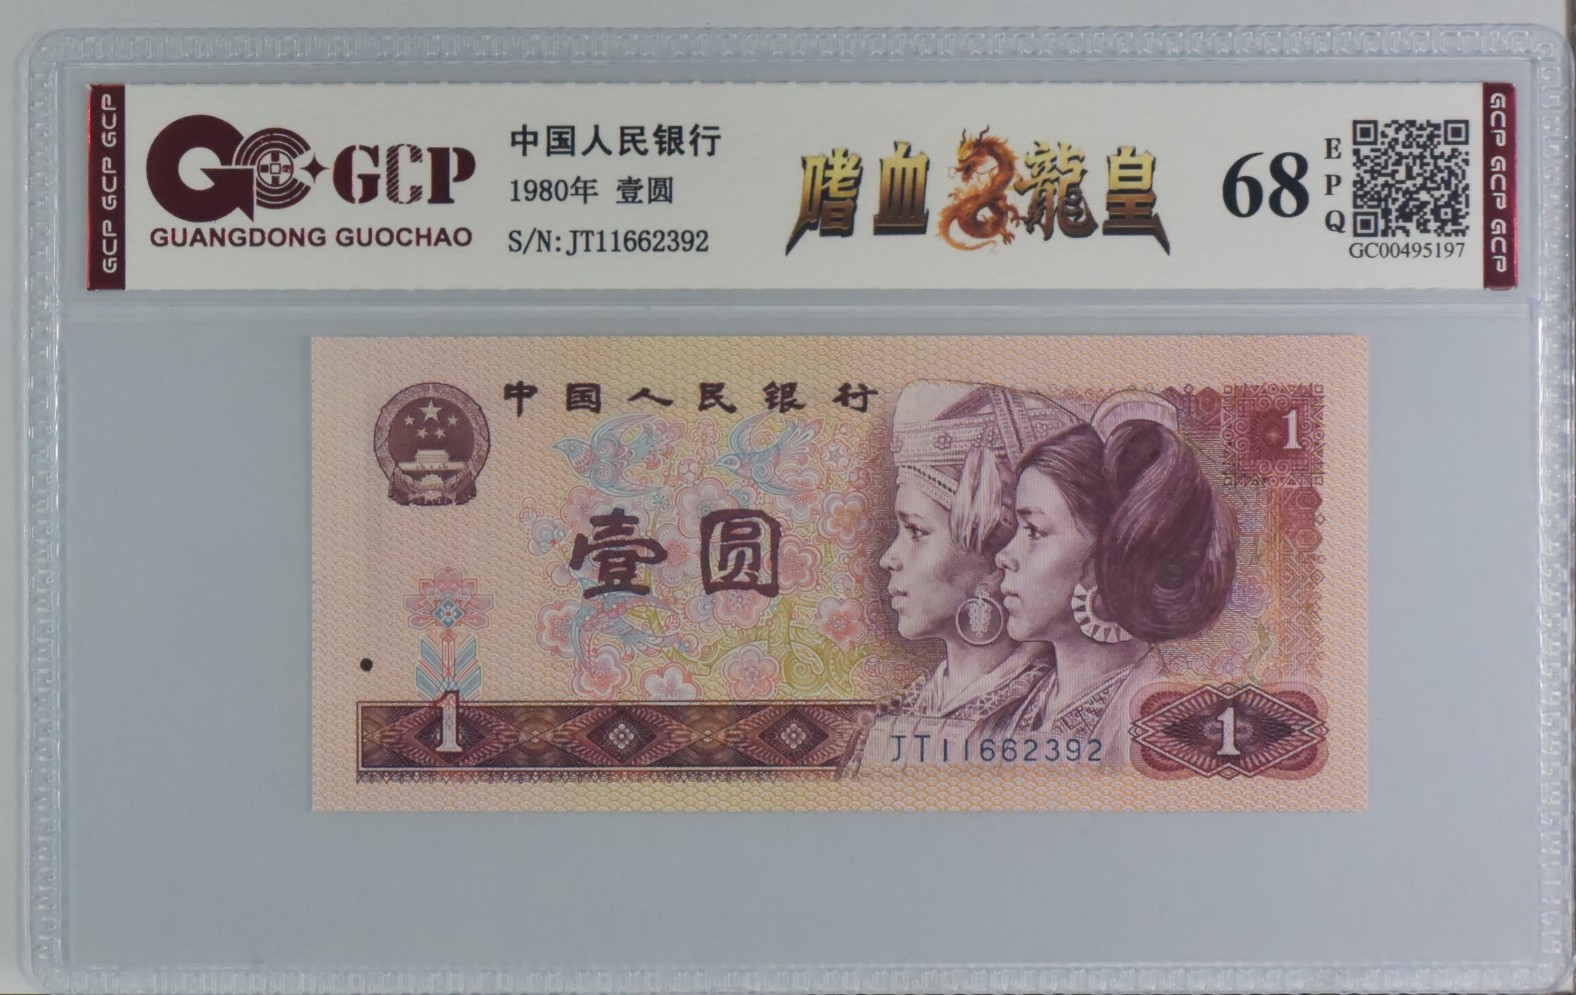 GCP GCP GCP
GC GCP
GUANGDONG GUOCHAO
中国人民银行
1980年 壹圆
S/N:JT11662392
嗜血龍皇
68
EPQ
GC00495197
GCP GCP GCP
中国人民银行
1
壹圆
1
JT11662392
1